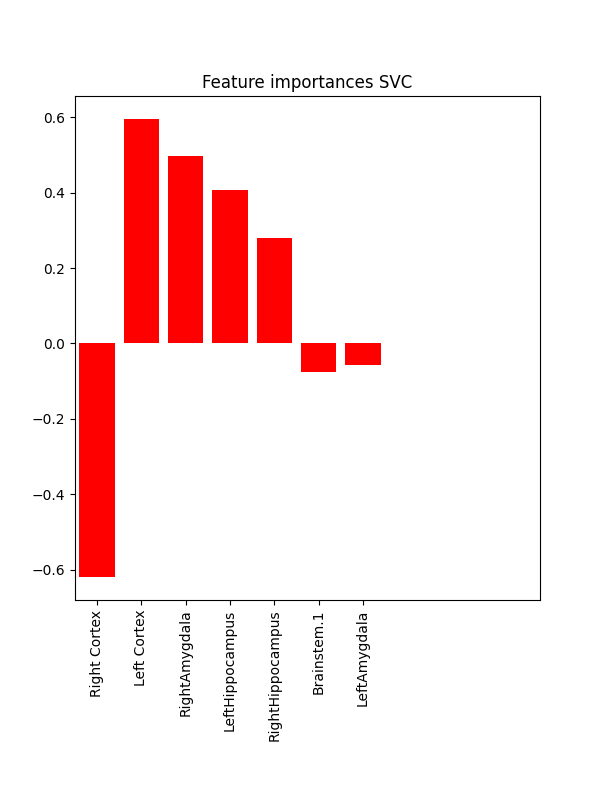 Feature importances SVC
0.6
0.4
0.2
0.0
−0.2
−0.4
−0.6
Right Cortex
Left Cortex
RightAmygdala
LeftHippocampus
RightHippocampus
Brainstem.1
LeftAmygdala